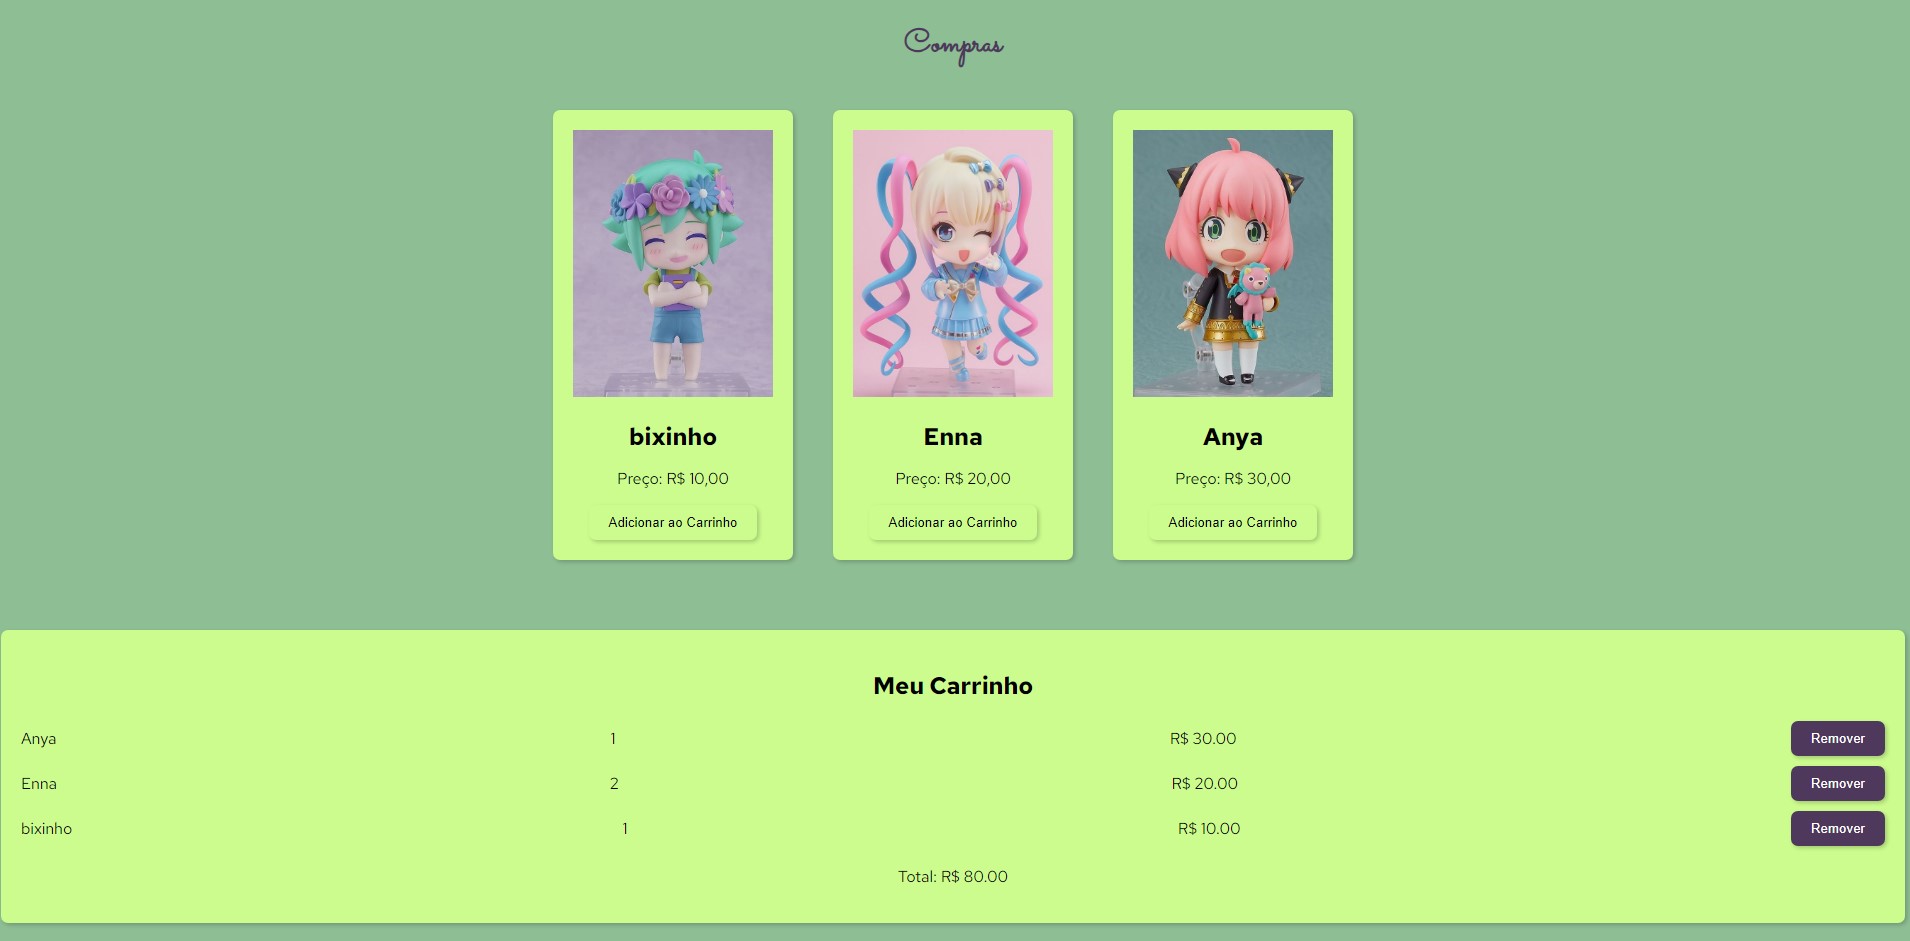 Compras
bixinho
Preço: R$ 10,00
Adicionar ao Carrinho
Enna
Preço: R$ 20,00
Adicionar ao Carrinho
Anya
Preço: R$ 30,00
Adicionar ao Carrinho
Meu Carrinho
Anya 1 R$ 30.00 Remover
Enna 2 R$ 20.00 Remover
bixinho 1 R$ 10.00 Remover
Total: R$ 80.00